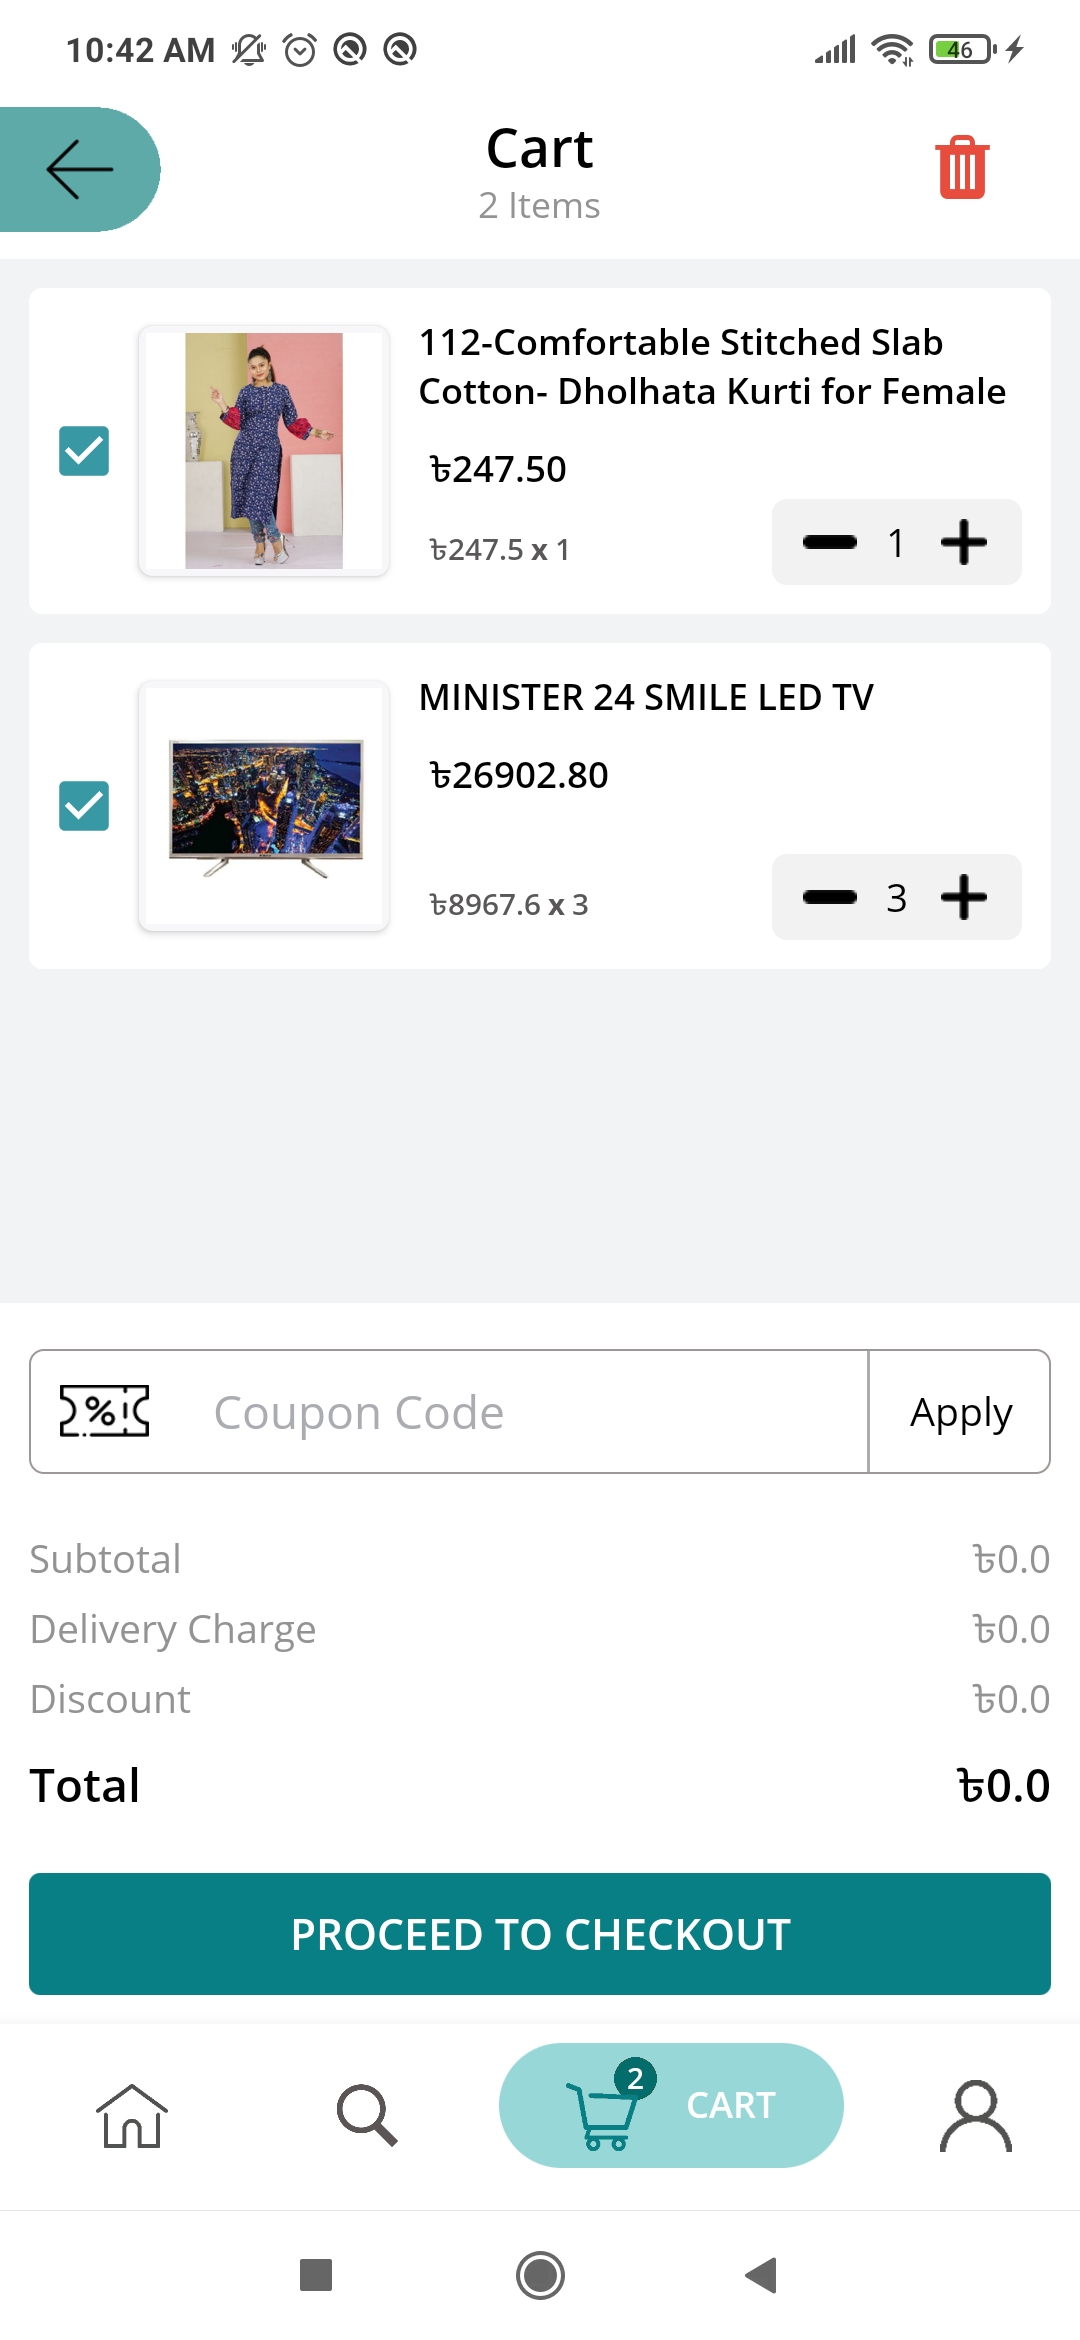 10:42 AM
46
Cart
2 Items
112-Comfortable Stitched Slab
Cotton- Dholhata Kurti for Female
৳247.50
৳247.5 x 1
1
MINISTER 24 SMILE LED TV
৳26902.80
৳8967.6 x 3
3
Coupon Code
Apply
Subtotal ৳0.0
Delivery Charge ৳0.0
Discount ৳0.0
Total ৳0.0
PROCEED TO CHECKOUT
2
CART